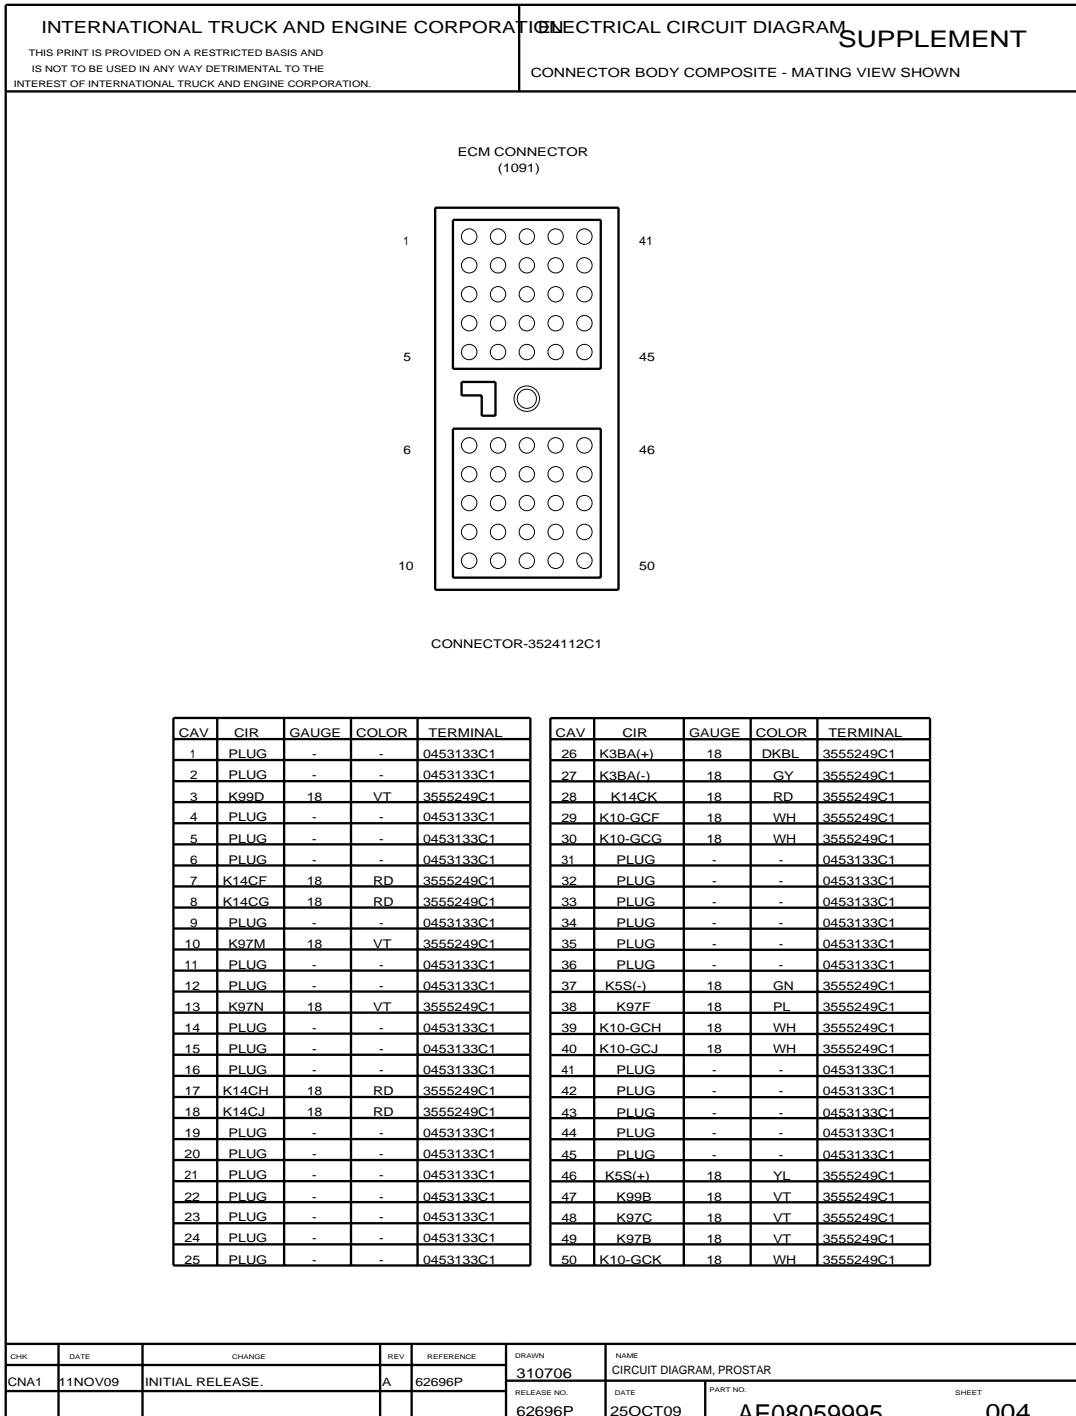 INTERNATIONAL TRUCK AND ENGINE CORPORATION
THIS PRINT IS PROVIDED ON A RESTRICTED BASIS AND
IS NOT TO BE USED IN ANY WAY DETRIMENTAL TO THE
INTEREST OF INTERNATIONAL TRUCK AND ENGINE CORPORATION.
ELECTRICAL CIRCUIT DIAGRAM
SUPPLEMENT
CONNECTOR BODY COMPOSITE - MATING VIEW SHOWN
ECM CONNECTOR
(1091)
1 41
5 45
6 46
10 50
CONNECTOR-3524112C1
CAV CIR GAUGE COLOR TERMINAL
1 PLUG - - 0453133C1
2 PLUG - - 0453133C1
3 K99D 18 VT 3555249C1
4 PLUG - - 0453133C1
5 PLUG - - 0453133C1
6 PLUG - - 0453133C1
7 K14CF 18 RD 3555249C1
8 K14CG 18 RD 3555249C1
9 PLUG - - 0453133C1
10 K97M 18 VT 3555249C1
11 PLUG - - 0453133C1
12 PLUG - - 0453133C1
13 K97N 18 VT 3555249C1
14 PLUG - - 0453133C1
15 PLUG - - 0453133C1
16 PLUG - - 0453133C1
17 K14CH 18 RD 3555249C1
18 K14CJ 18 RD 3555249C1
19 PLUG - - 0453133C1
20 PLUG - - 0453133C1
21 PLUG - - 0453133C1
22 PLUG - - 0453133C1
23 PLUG - - 0453133C1
24 PLUG - - 0453133C1
25 PLUG - - 0453133C1
CAV CIR GAUGE COLOR TERMINAL
26 K3BA(+) 18 DKBL 3555249C1
27 K3BA(-) 18 GY 3555249C1
28 K14CK 18 RD 3555249C1
29 K10-GCF 18 WH 3555249C1
30 K10-GCG 18 WH 3555249C1
31 PLUG - - 0453133C1
32 PLUG - - 0453133C1
33 PLUG - - 0453133C1
34 PLUG - - 0453133C1
35 PLUG - - 0453133C1
36 PLUG - - 0453133C1
37 K5S(-) 18 GN 3555249C1
38 K97F 18 PL 3555249C1
39 K10-GCH 18 WH 3555249C1
40 K10-GCJ 18 WH 3555249C1
41 PLUG - - 0453133C1
42 PLUG - - 0453133C1
43 PLUG - - 0453133C1
44 PLUG - - 0453133C1
45 PLUG - - 0453133C1
46 K5S(+) 18 YL 3555249C1
47 K99B 18 VT 3555249C1
48 K97C 18 VT 3555249C1
49 K97B 18 VT 3555249C1
50 K10-GCK 18 WH 3555249C1
CHK DATE CHANGE REV REFERENCE
CNA1 11NOV09 INITIAL RELEASE. A 62696P
DRAWN
310706
NAME
CIRCUIT DIAGRAM, PROSTAR
RELEASE NO.
62696P
DATE
25OCT09
PART NO.
AE08059995
SHEET
004